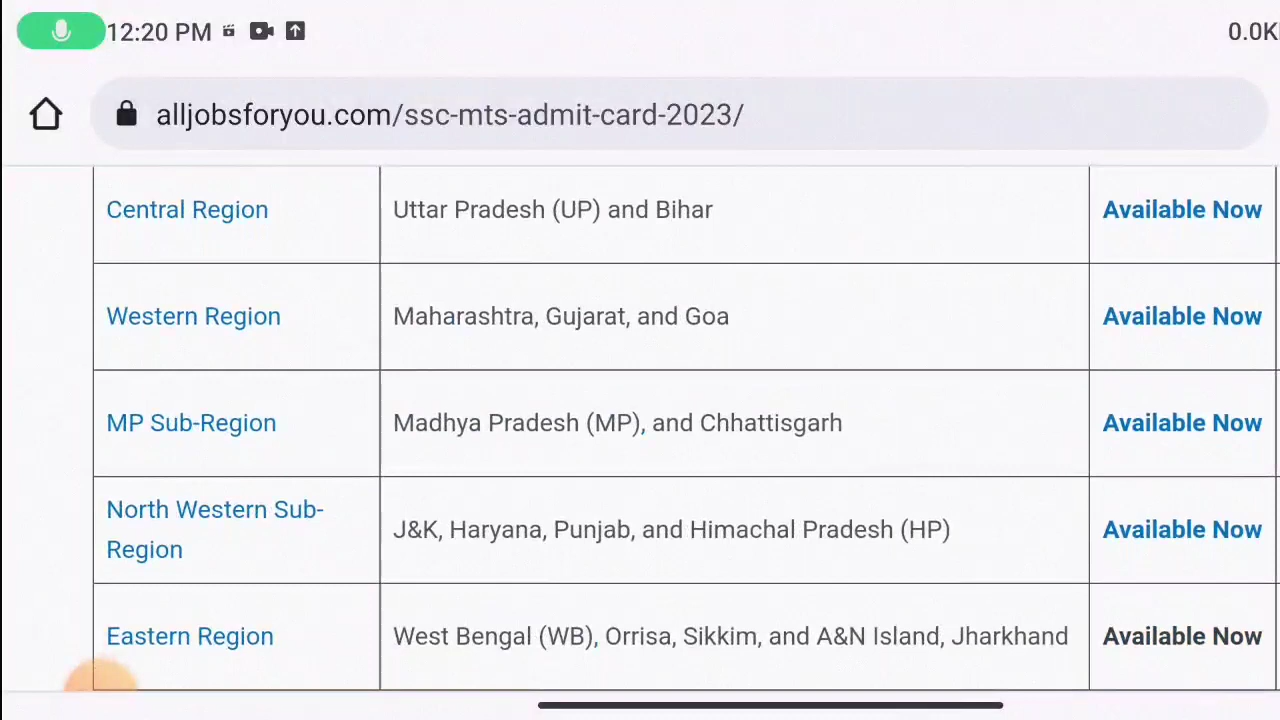 12:20 PM
0.0K
alljobsforyou.com/ssc-mts-admit-card-2023/
Central Region Uttar Pradesh (UP) and Bihar Available Now
Western Region Maharashtra, Gujarat, and Goa Available Now
MP Sub-Region Madhya Pradesh (MP), and Chhattisgarh Available Now
North Western Sub-
Region J&K, Haryana, Punjab, and Himachal Pradesh (HP) Available Now
Eastern Region West Bengal (WB), Orrisa, Sikkim, and A&N Island, Jharkhand Available Now